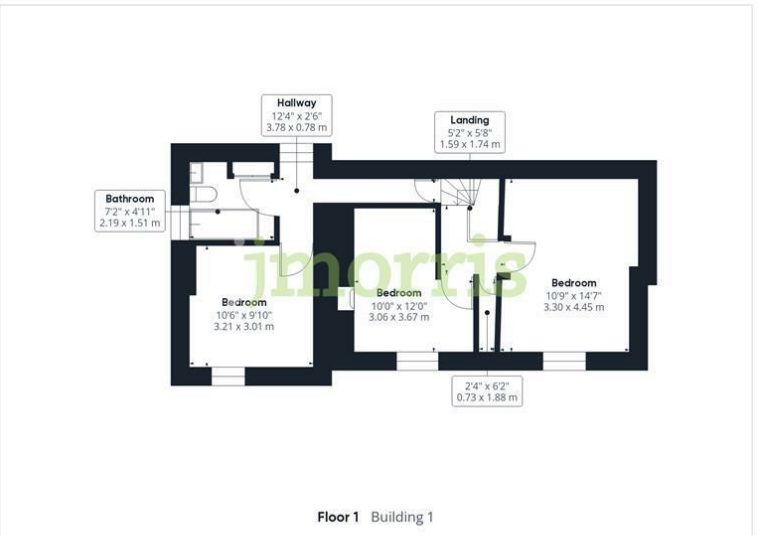 Hallway
12'4" x 2'6"
3.78 x 0.78 m
Landing
5'2" x 5'8"
1.59 x 1.74 m
Bathroom
7'2" x 4'11"
2.19 x 1.51 m
jmorris
Bedroom
10'6" x 9'10"
3.21 x 3.01 m
Bedroom
10'0" x 12'0"
3.06 x 3.67 m
Bedroom
10'9" x 14'7"
3.30 x 4.45 m
2'4" x 6'2"
0.73 x 1.88 m
Floor 1 Building 1